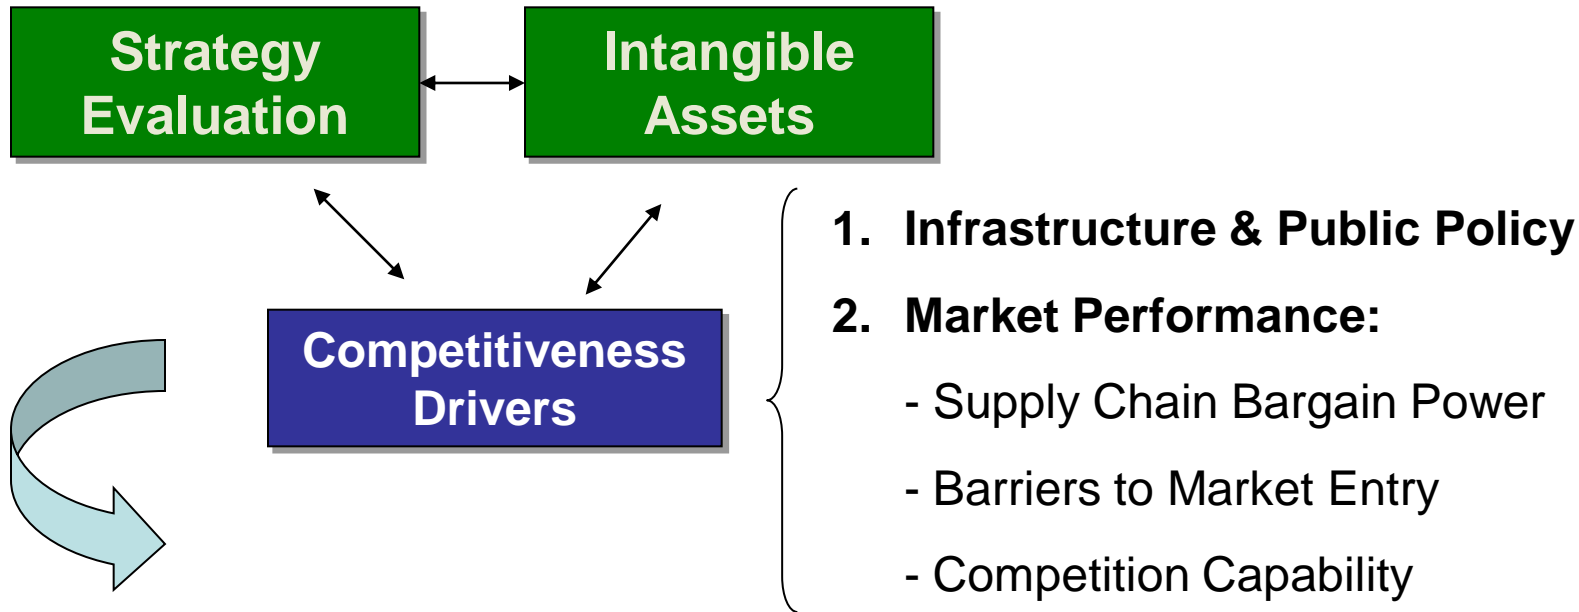 Strategy
Evaluation
Intangible
Assets
Competitiveness
Drivers
1. Infrastructure & Public Policy
2. Market Performance:
- Supply Chain Bargain Power
- Barriers to Market Entry
- Competition Capability